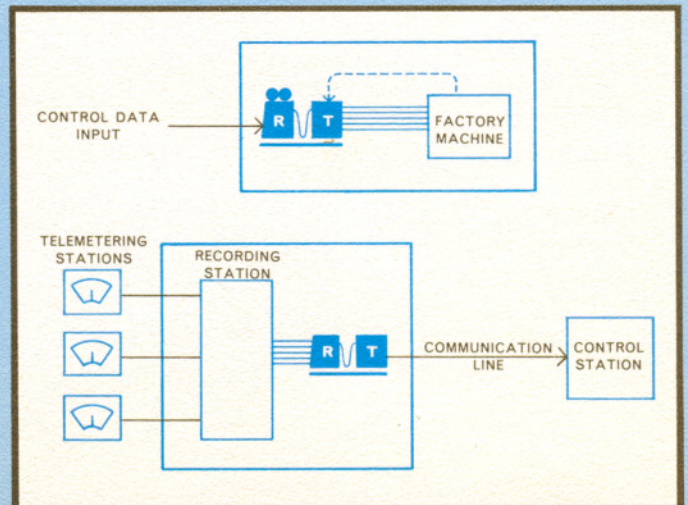 CONTROL DATA
INPUT
R T
FACTORY
MACHINE
TELEMETERING
STATIONS
RECORDING
STATION
R T
COMMUNICATION
LINE
CONTROL
STATION